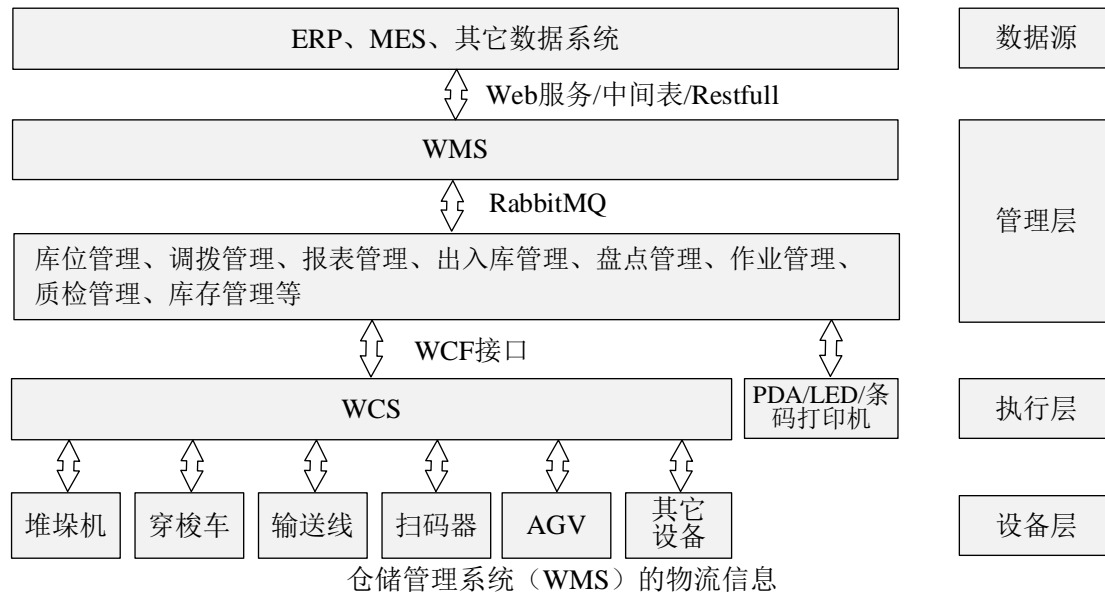 ERP、MES、其它数据系统
数据源
Web服务/中间表/Restfull
WMS
管理层
RabbitMQ
库位管理、调拨管理、报表管理、出入库管理、盘点管理、作业管理、
质检管理、库存管理等
WCF接口
WCS
PDA/LED/条
码打印机
执行层
堆垛机
穿梭车
输送线
扫码器
AGV
其它
设备
设备层
仓储管理系统（WMS）的物流信息